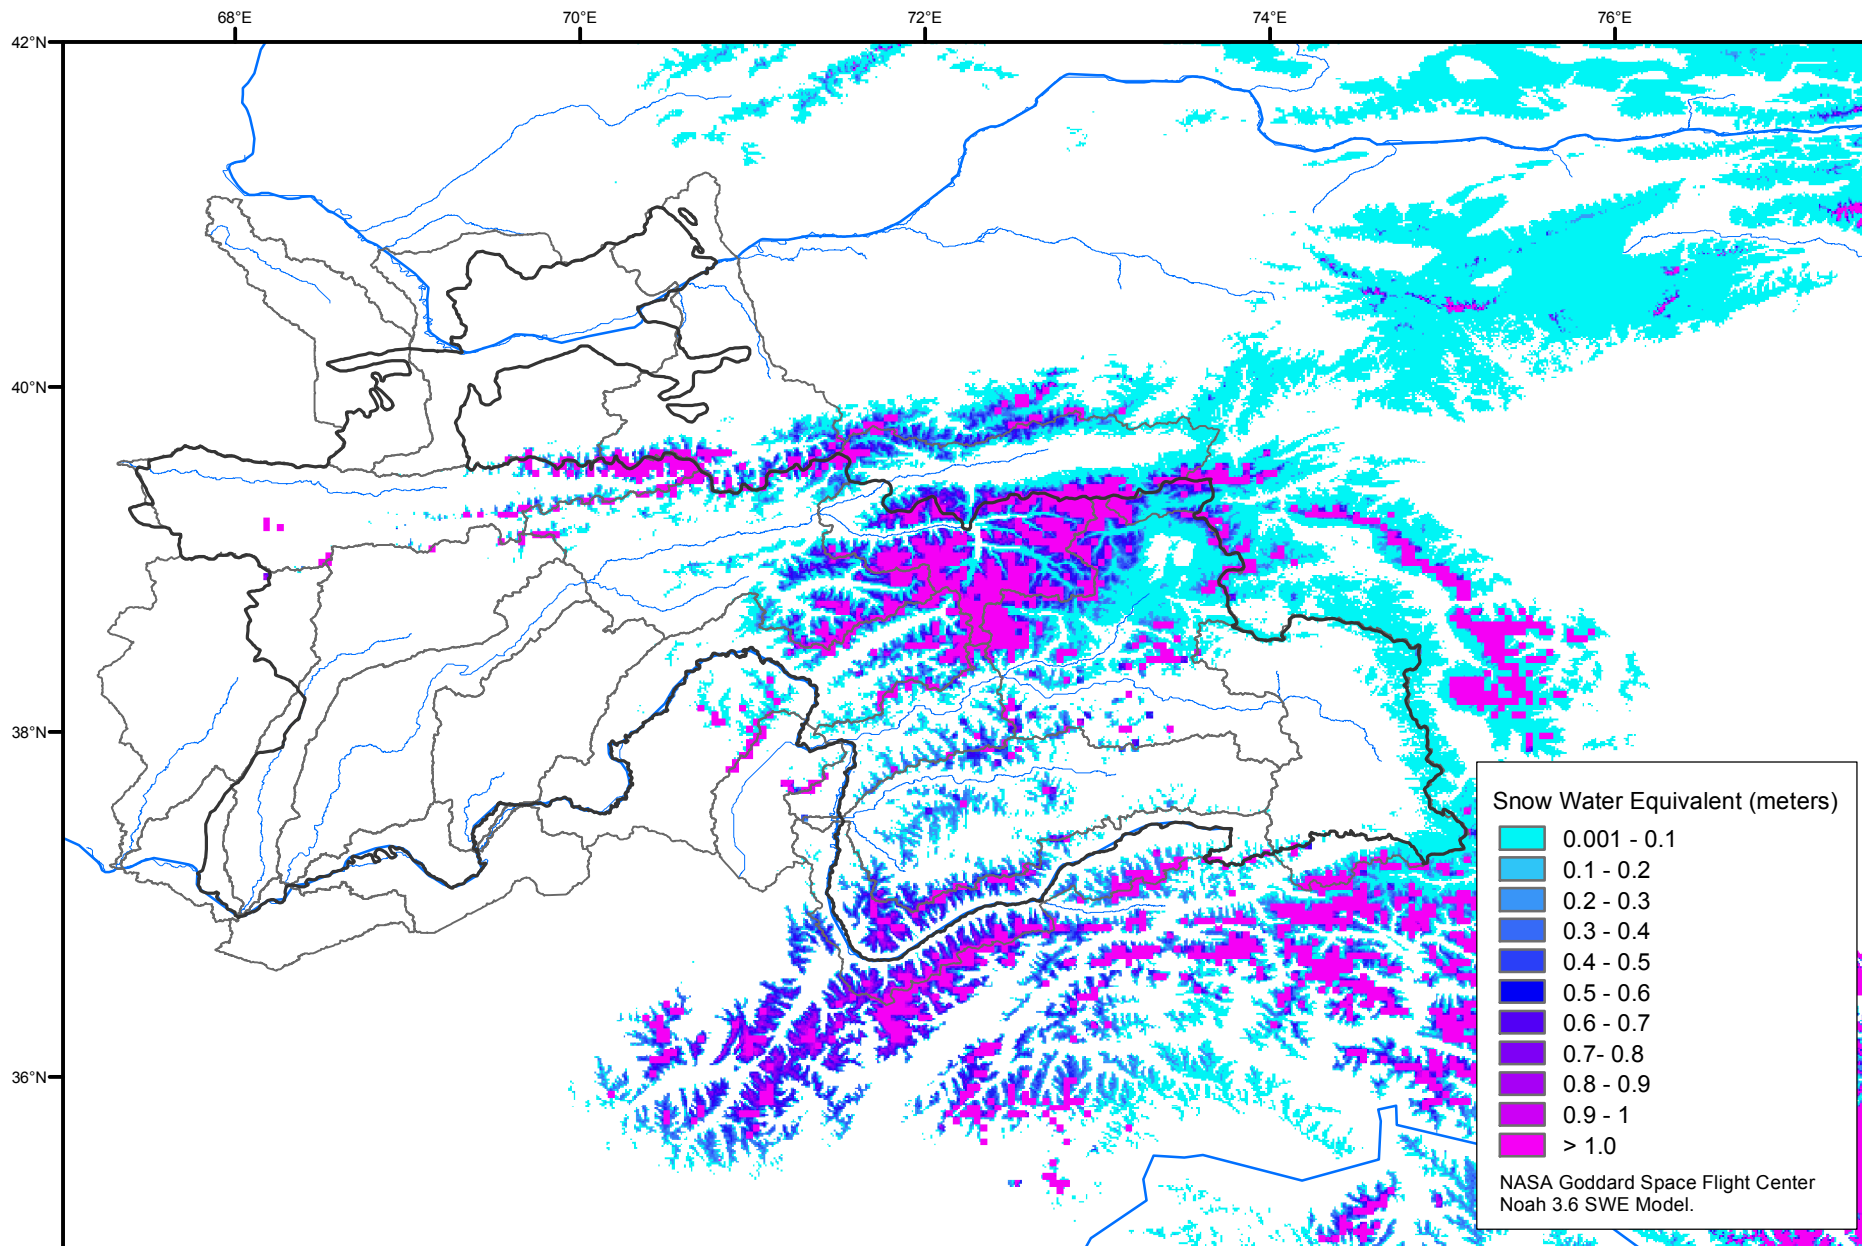 68°E 70°E 72°E 74°E 76°E
42°N
40°N
38°N
36°N
Snow Water Equivalent (meters)
0.001 - 0.1
0.1 - 0.2
0.2 - 0.3
0.3 - 0.4
0.4 - 0.5
0.5 - 0.6
0.6 - 0.7
0.7- 0.8
0.8 - 0.9
0.9 - 1
> 1.0
NASA Goddard Space Flight Center
Noah 3.6 SWE Model.